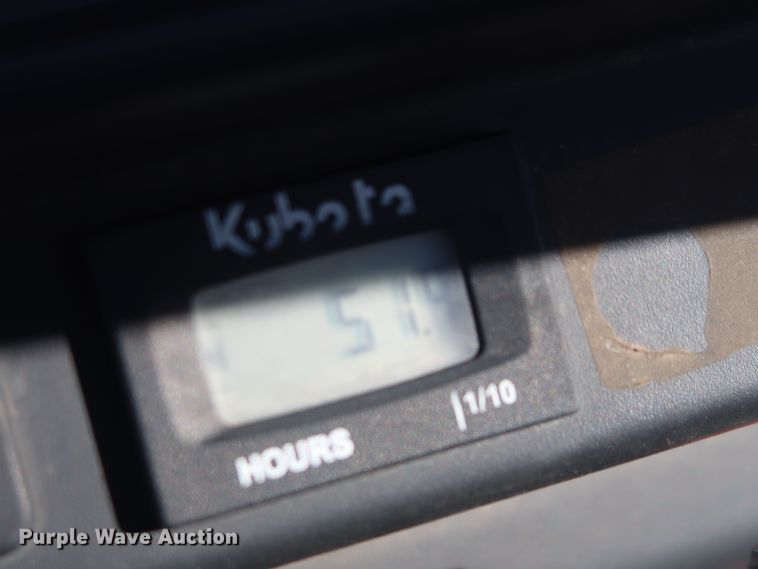 Kubota
51.
HOURS
1/10
Purple Wave Auction